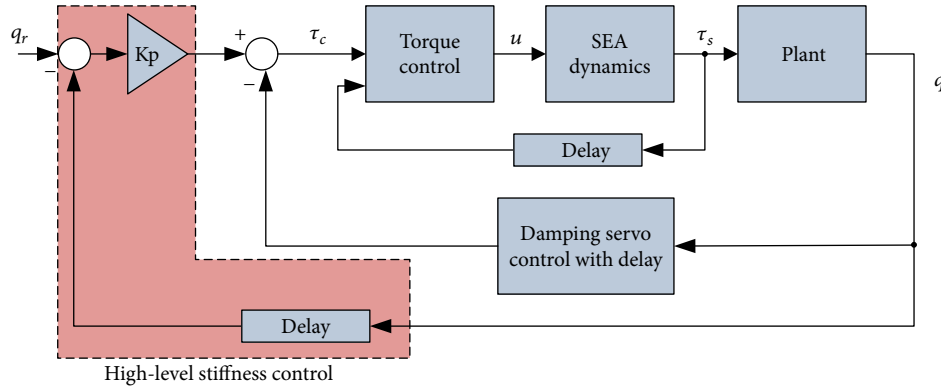 q_r
−
Kp
+
−
τ_c
Torque
control
u
SEA
dynamics
τ_s
Plant
q
Delay
Damping servo
control with delay
Delay
High-level stiffness control